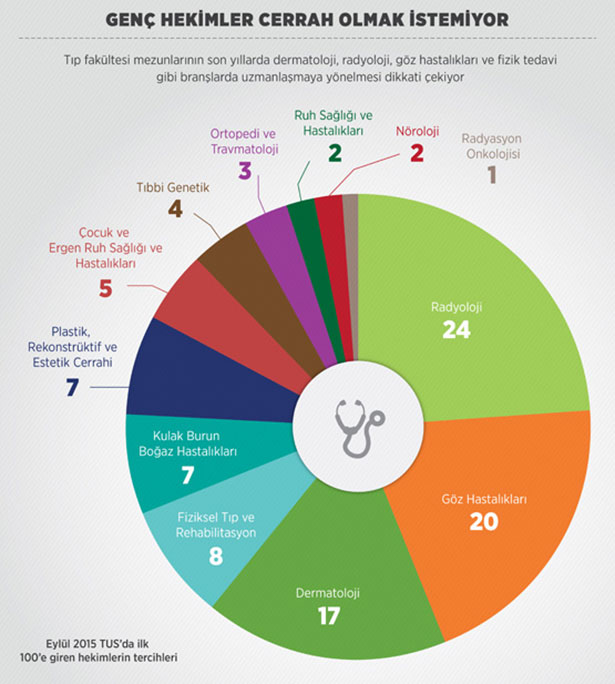 GENÇ HEKİMLER CERRAH OLMAK İSTEMİYOR
Tıp fakültesi mezunlarının son yıllarda dermatoloji, radyoloji, göz hastalıkları ve fizik tedavi
gibi branşlarda uzmanlaşmaya yönelmesi dikkati çekiyor
Radyoloji
24
Göz Hastalıkları
20
Dermatoloji
17
Fiziksel Tıp ve
Rehabilitasyon
8
Kulak Burun
Boğaz Hastalıkları
7
Plastik,
Rekonstrüktif ve
Estetik Cerrahi
7
Çocuk ve
Ergen Ruh Sağlığı ve
Hastalıkları
5
Tıbbi Genetik
4
Ortopedi ve
Travmatoloji
3
Ruh Sağlığı ve
Hastalıkları
2
Nöroloji
2
Radyasyon
Onkolojisi
1
Eylül 2015 TUS'da ilk
100'e giren hekimlerin tercihleri